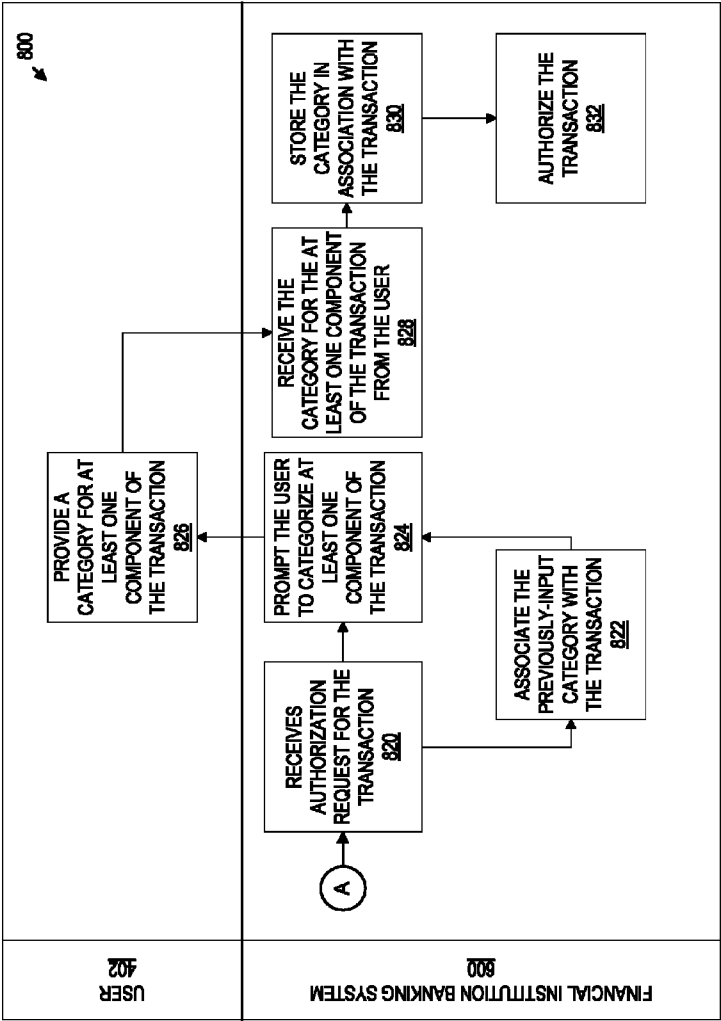 800
USER
402
PROVIDE A
CATEGORY FOR AT
LEAST ONE
COMPONENT OF
THE TRANSACTION
826
FINANCIAL INSTITUTION BANKING SYSTEM
600
A
RECEIVES
AUTHORIZATION
REQUEST FOR THE
TRANSACTION
820
PROMPT THE USER
TO CATEGORIZE AT
LEAST ONE
COMPONENT OF
THE TRANSACTION
824
RECEIVE THE
CATEGORY FOR THE AT
LEAST ONE COMPONENT
OF THE TRANSACTION
FROM THE USER
828
STORE THE
CATEGORY IN
ASSOCIATION WITH
THE TRANSACTION
830
ASSOCIATE THE
PREVIOUSLY-INPUT
CATEGORY WITH
THE TRANSACTION
822
AUTHORIZE THE
TRANSACTION
832